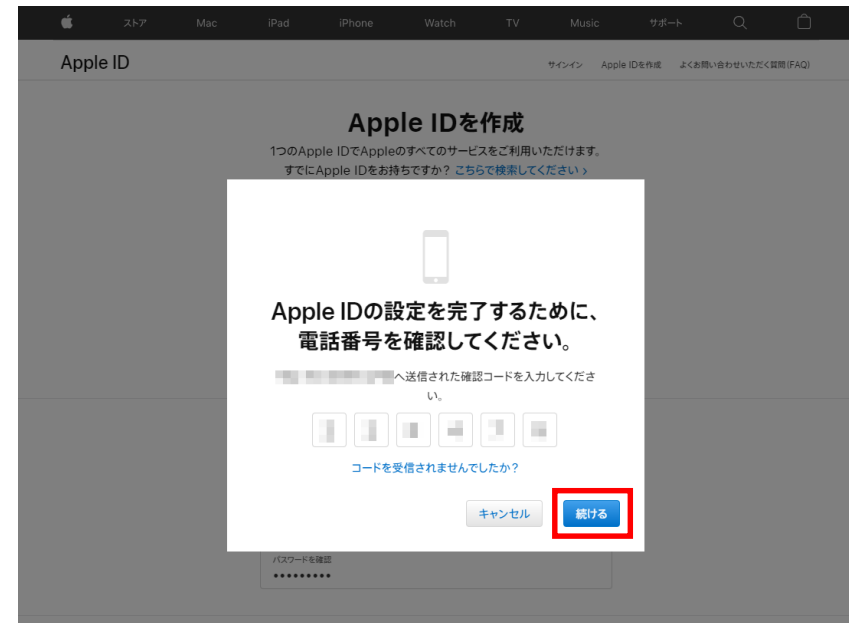 ストア Mac iPad iPhone Watch TV Music サポート
Apple ID
サインイン Apple IDを作成 よくお問い合わせいただく質問(FAQ)
Apple IDを作成
1つのApple IDでAppleのすべてのサービスをご利用いただけます。
すでにApple IDをお持ちですか? こちらで検索してください ›
Apple IDの設定を完了するために、
電話番号を確認してください。
へ送信された確認コードを入力してくださ
い。
コードを受信されませんでしたか?
キャンセル 続ける
パスワードを確認
•••••••••